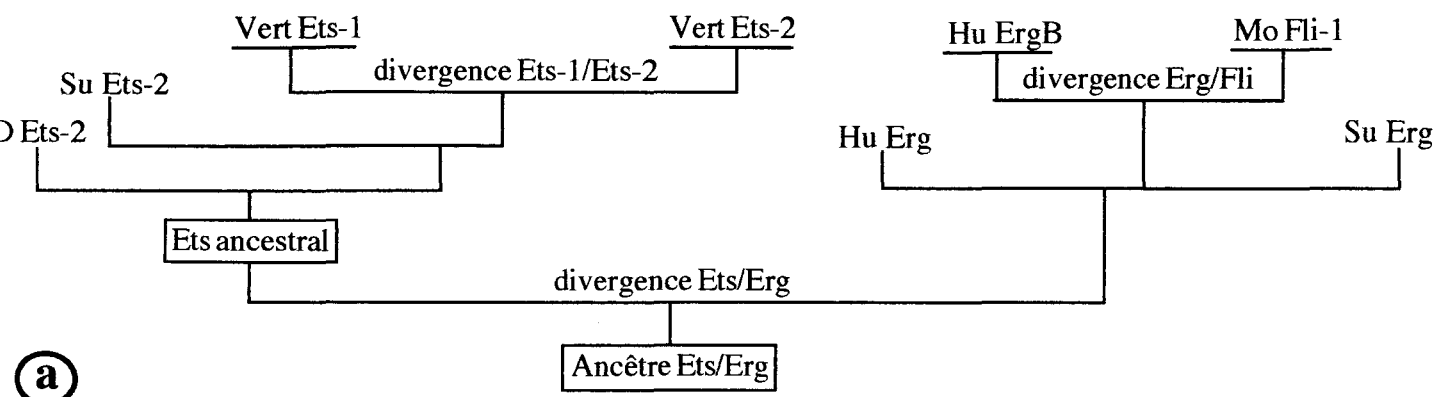 Vert Ets-1
Vert Ets-2
Hu ErgB
Mo Fli-1
divergence Ets-1/Ets-2
divergence Erg/Fli
Su Ets-2
D Ets-2
Hu Erg
Su Erg
Ets ancestral
divergence Ets/Erg
Ancêtre Ets/Erg
a